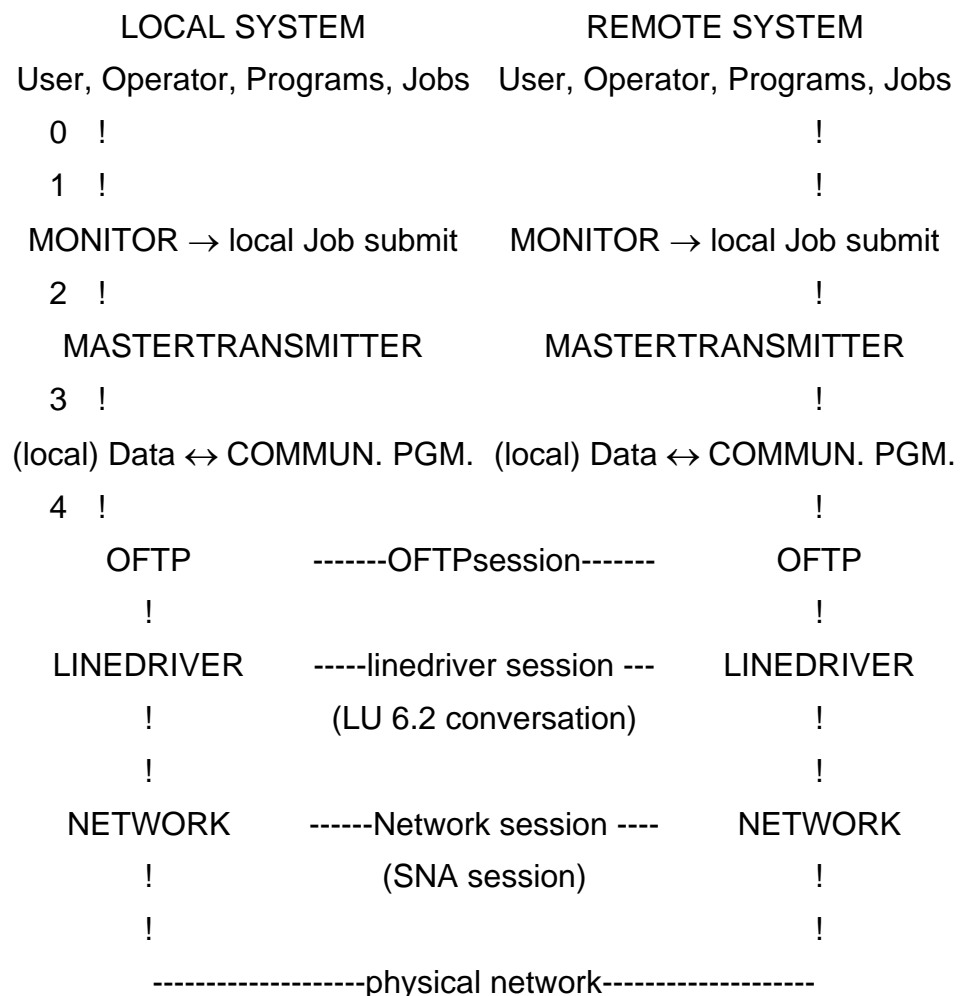 LOCAL SYSTEM REMOTE SYSTEM
User, Operator, Programs, Jobs User, Operator, Programs, Jobs
0 ! !
1 ! !
MONITOR → local Job submit MONITOR → local Job submit
2 ! !
MASTERTRANSMITTER MASTERTRANSMITTER
3 ! !
(local) Data ↔ COMMUN. PGM. (local) Data ↔ COMMUN. PGM.
4 ! !
OFTP -------OFTPsession------- OFTP
! !
LINEDRIVER -----linedriver session --- LINEDRIVER
! (LU 6.2 conversation) !
! !
NETWORK ------Network session ---- NETWORK
! (SNA session) !
! !
--------------------physical network--------------------